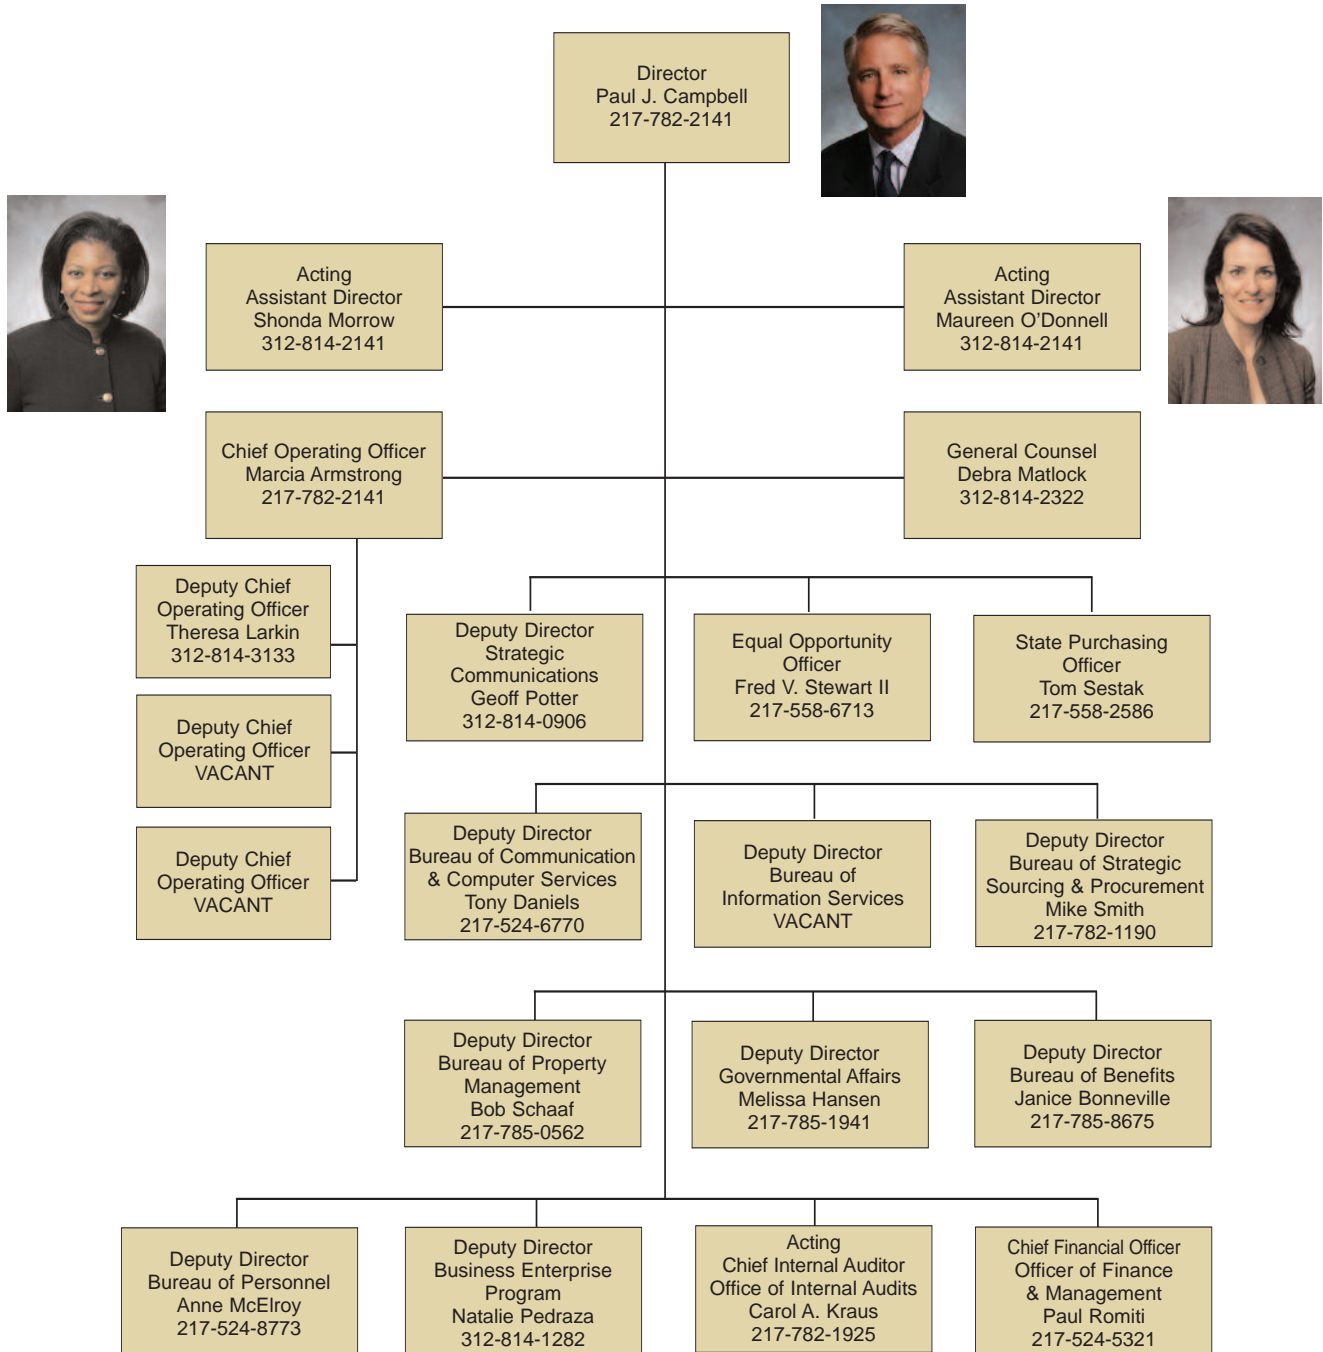 Director
Paul J. Campbell
217-782-2141
Acting
Assistant Director
Shonda Morrow
312-814-2141
Acting
Assistant Director
Maureen O’Donnell
312-814-2141
Chief Operating Officer
Marcia Armstrong
217-782-2141
General Counsel
Debra Matlock
312-814-2322
Deputy Chief
Operating Officer
Theresa Larkin
312-814-3133
Deputy Chief
Operating Officer
VACANT
Deputy Chief
Operating Officer
VACANT
Deputy Director
Strategic
Communications
Geoff Potter
312-814-0906
Equal Opportunity
Officer
Fred V. Stewart II
217-558-6713
State Purchasing
Officer
Tom Sestak
217-558-2586
Deputy Director
Bureau of Communication
& Computer Services
Tony Daniels
217-524-6770
Deputy Director
Bureau of
Information Services
VACANT
Deputy Director
Bureau of Strategic
Sourcing & Procurement
Mike Smith
217-782-1190
Deputy Director
Bureau of Property
Management
Bob Schaaf
217-785-0562
Deputy Director
Governmental Affairs
Melissa Hansen
217-785-1941
Deputy Director
Bureau of Benefits
Janice Bonneville
217-785-8675
Deputy Director
Bureau of Personnel
Anne McElroy
217-524-8773
Deputy Director
Business Enterprise
Program
Natalie Pedraza
312-814-1282
Acting
Chief Internal Auditor
Office of Internal Audits
Carol A. Kraus
217-782-1925
Chief Financial Officer
Officer of Finance
& Management
Paul Romiti
217-524-5321